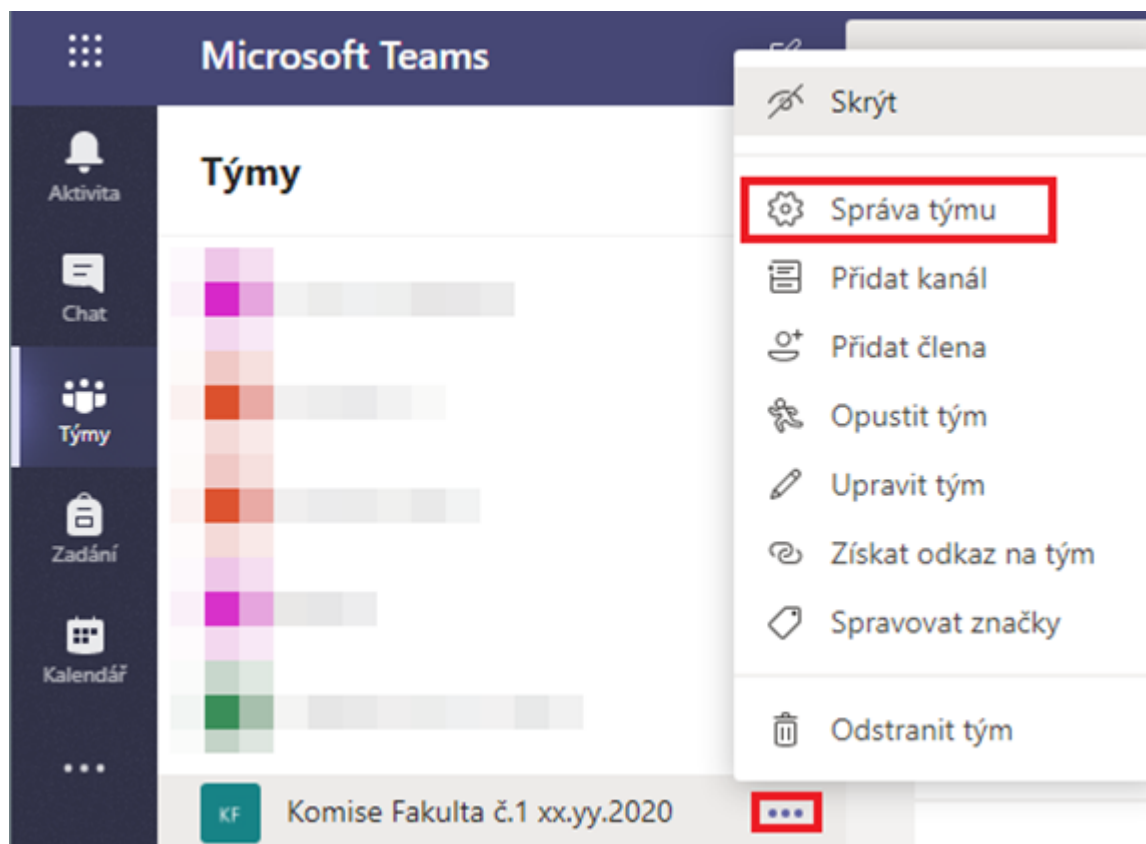 Microsoft Teams
Aktivita
Chat
Týmy
Zadání
Kalendář
Týmy
KF
Komise Fakulta č.1 xx.yy.2020
Skrýt
Správa týmu
Přidat kanál
Přidat člena
Opustit tým
Upravit tým
Získat odkaz na tým
Spravovat značky
Odstranit tým